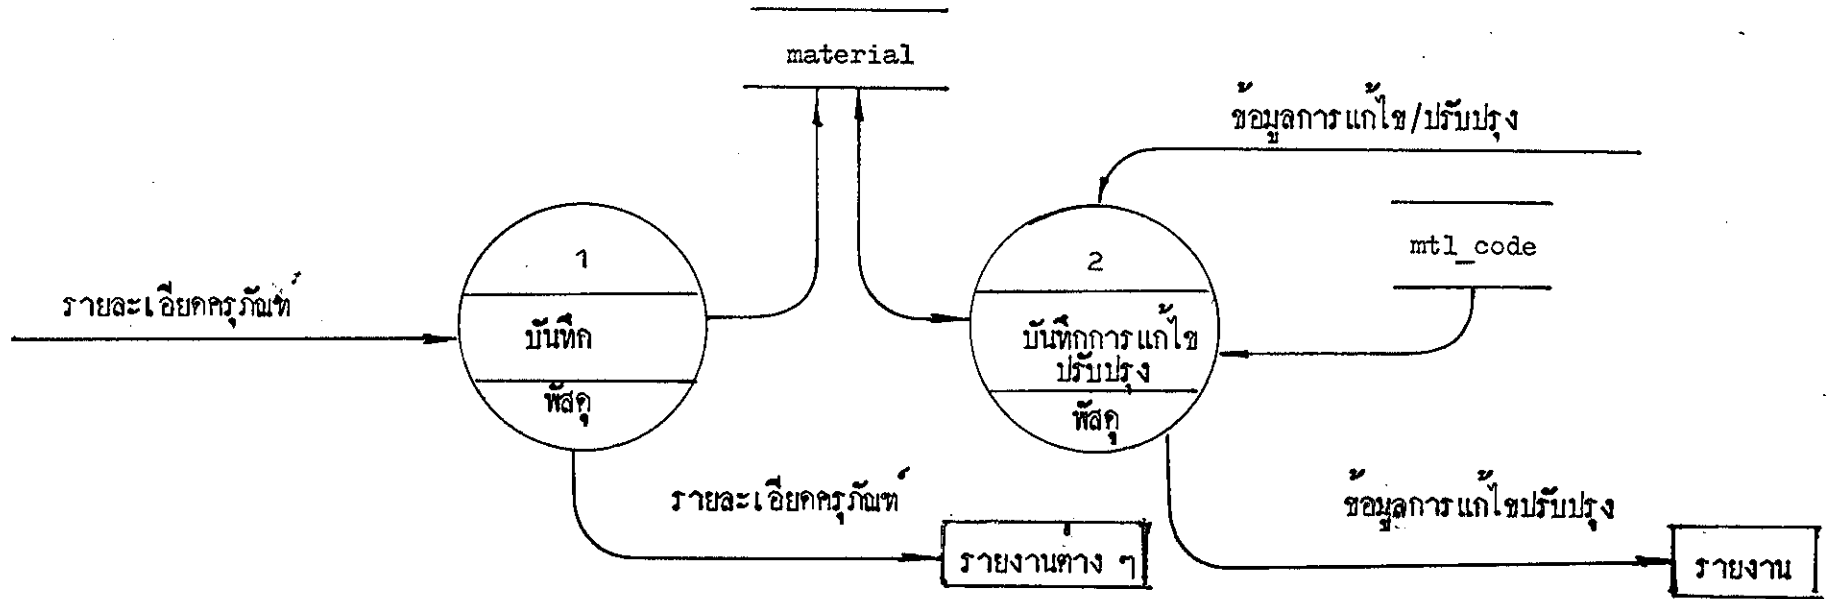 material
ข้อมูลการแก้ไข/ปรับปรุง
mtl_code
1
2
รายละเอียดครุภัณฑ์
บันทึก
บันทึกการแก้ไข
ปรับปรุง
พัสดุ
พัสดุ
รายละเอียดครุภัณฑ์
ข้อมูลการแก้ไขปรับปรุง
รายงานต่าง ๆ
รายงาน